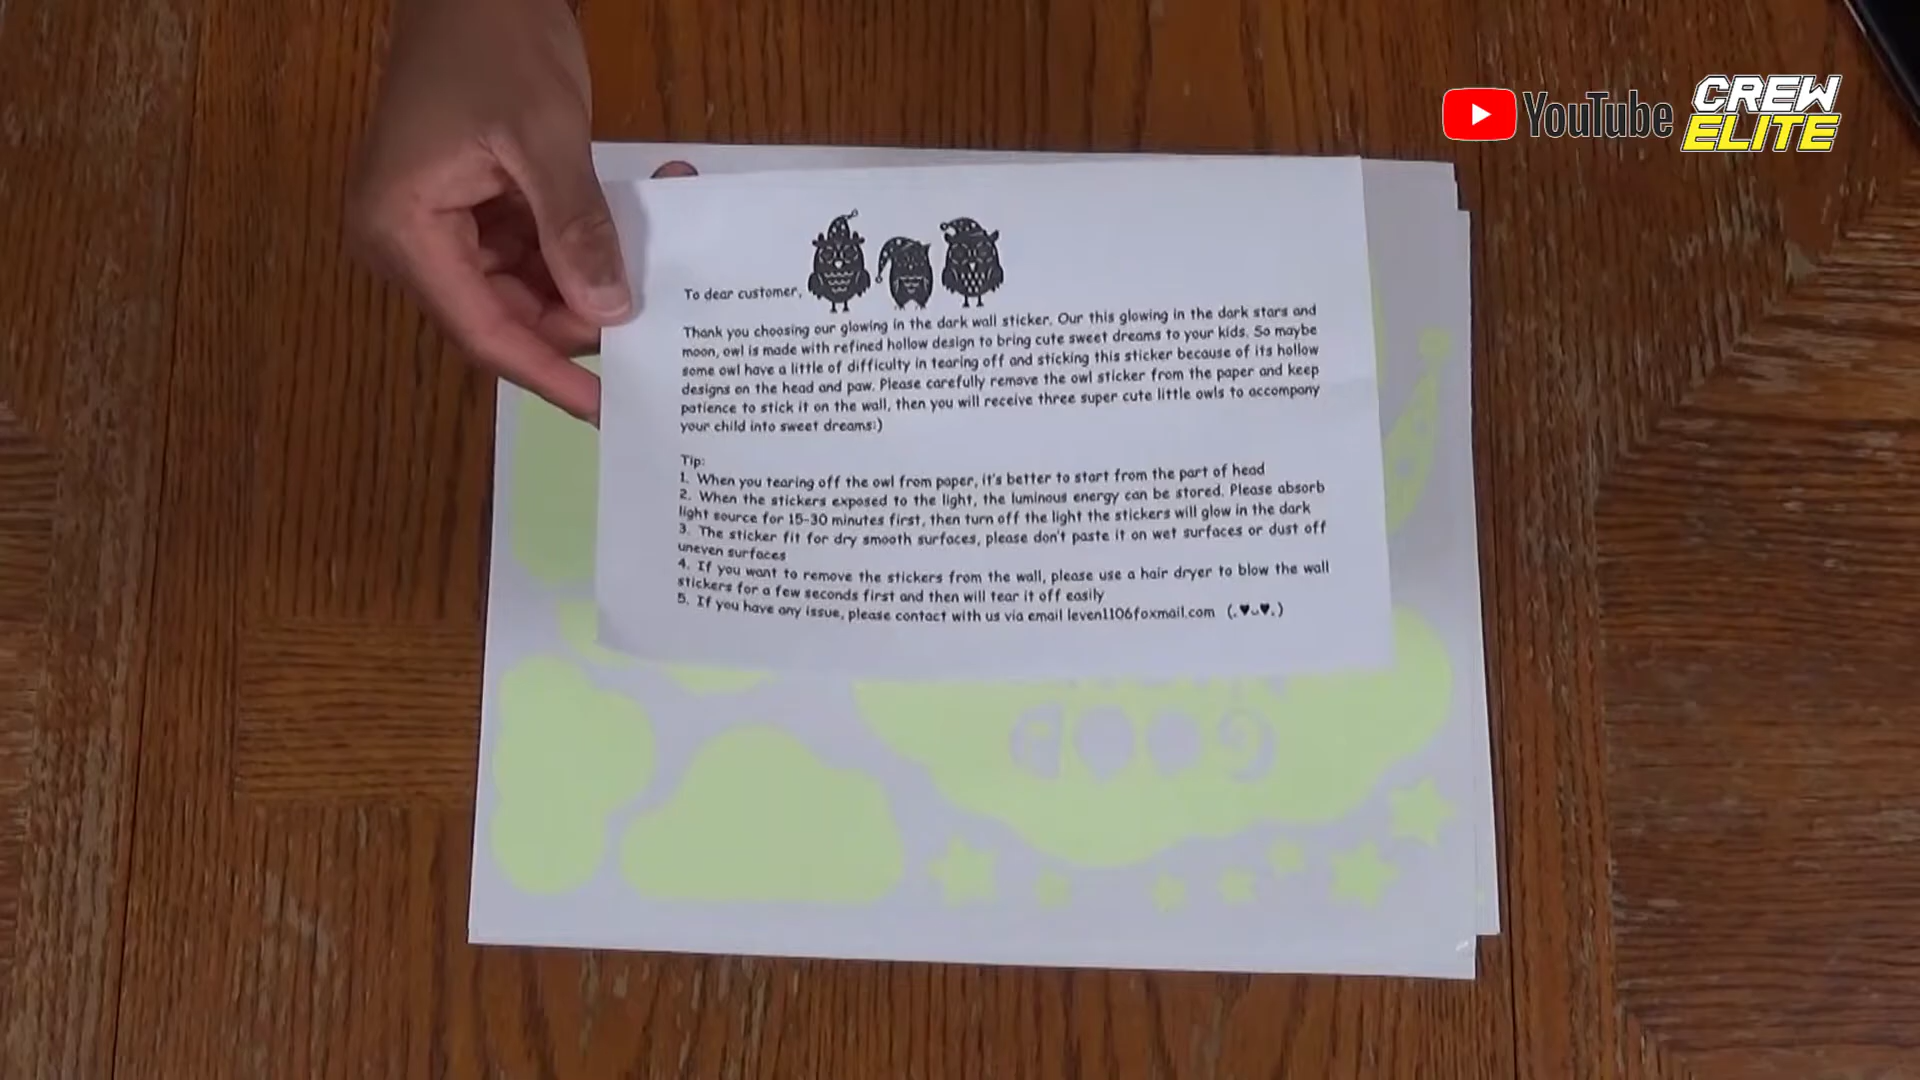 YouTube CREW
ELITE
To dear customer,
Thank you choosing our glowing in the dark wall sticker. Our this glowing in the dark stars and
moon, owl is made with refined hollow design to bring cute sweet dreams to your kids. So maybe
some owl have a little of difficulty in tearing off and sticking this sticker because of its hollow
designs on the head and paw. Please carefully remove the owl sticker from the paper and keep
patience to stick it on the wall, then you will receive three super cute little owls to accompany
your child into sweet dreams:)
Tip:
1. When you tearing off the owl from paper, it's better to start from the part of head
2. When the stickers exposed to the light, the luminous energy can be stored. Please absorb
light source for 15-30 minutes first, then turn off the light the stickers will glow in the dark
3. The sticker fit for dry smooth surfaces, please don't paste it on wet surfaces or dust off
uneven surfaces
4. If you want to remove the stickers from the wall, please use a hair dryer to blow the wall
stickers for a few seconds first and then will tear it off easily
5. If you have any issue, please contact with us via email leven1106foxmail.com (.♥ᴗ♥.)